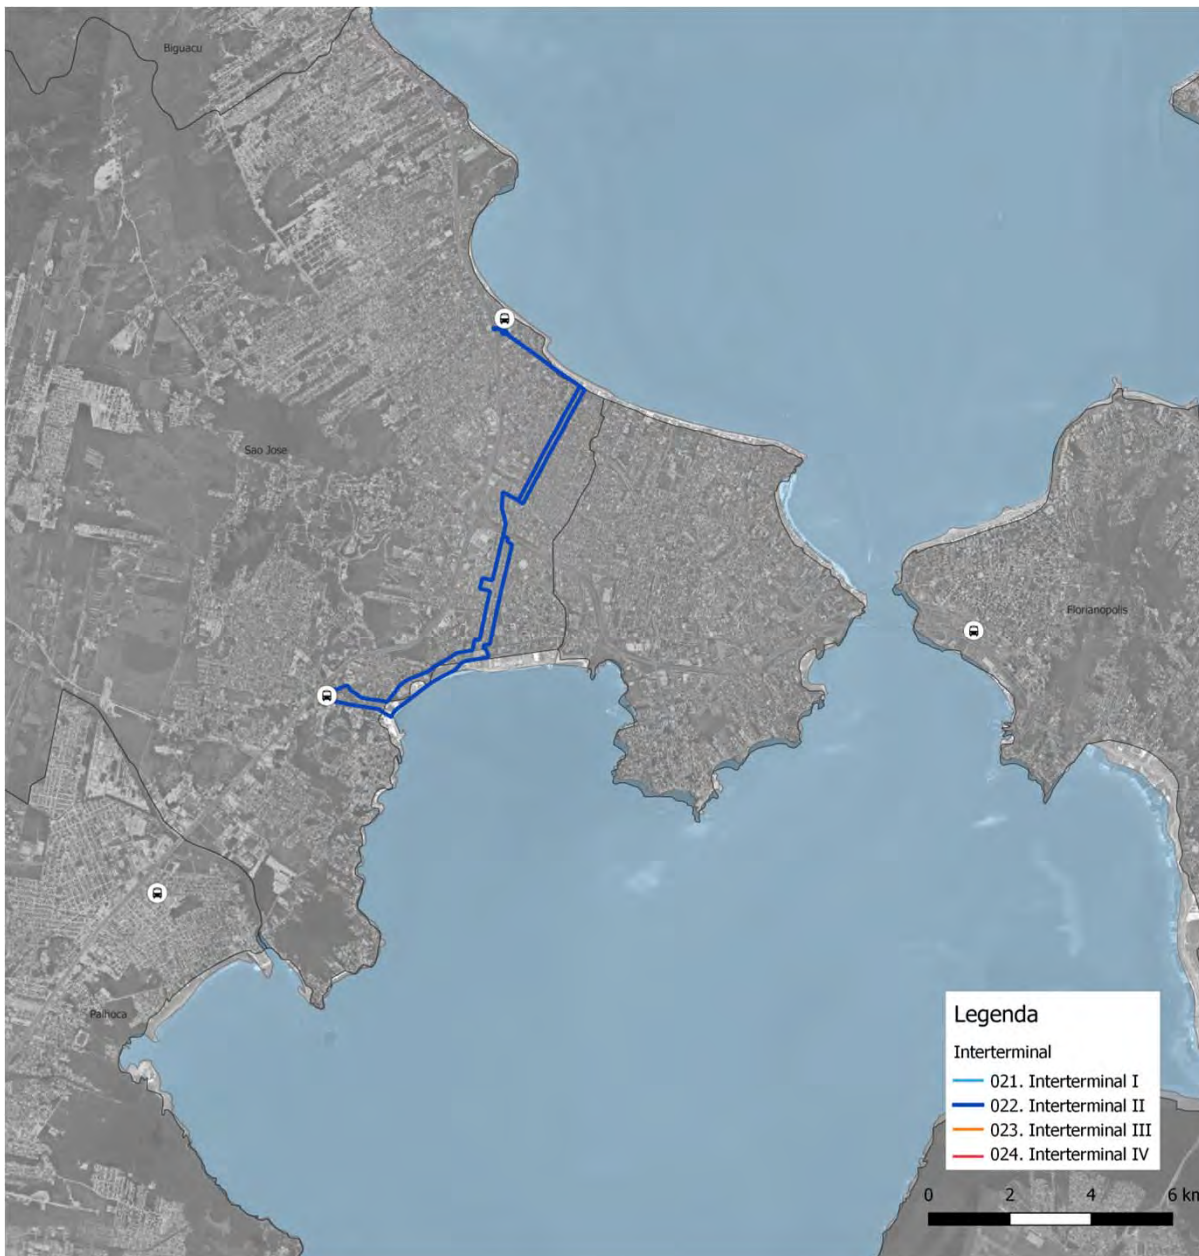 Biguacu
Sao Jose
Florianopolis
Palhoca
Legenda
Interterminal
021. Interterminal I
022. Interterminal II
023. Interterminal III
024. Interterminal IV
0 2 4 6 km